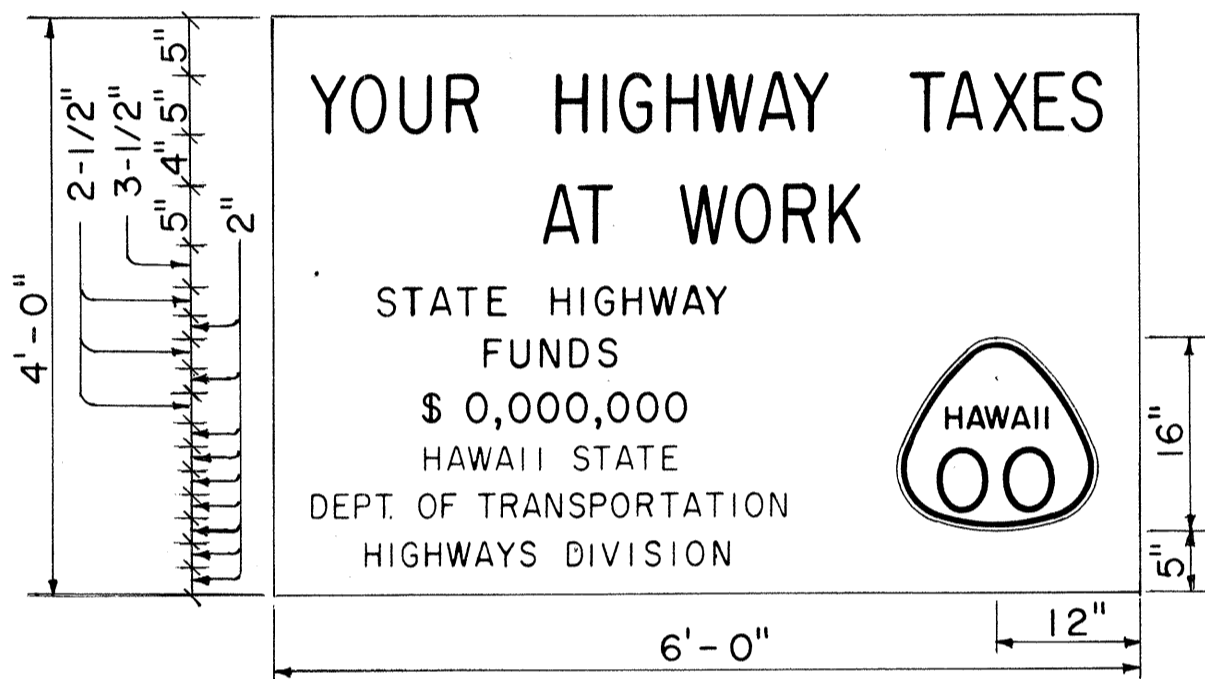 YOUR HIGHWAY TAXES
AT WORK
STATE HIGHWAY
FUNDS
$ 0,000,000
HAWAII STATE
DEPT. OF TRANSPORTATION
HIGHWAYS DIVISION
HAWAII
00
4'-0"
2-1/2"
3-1/2"
5"
5"
4"
5"
2"
16"
5"
12"
6'-0"